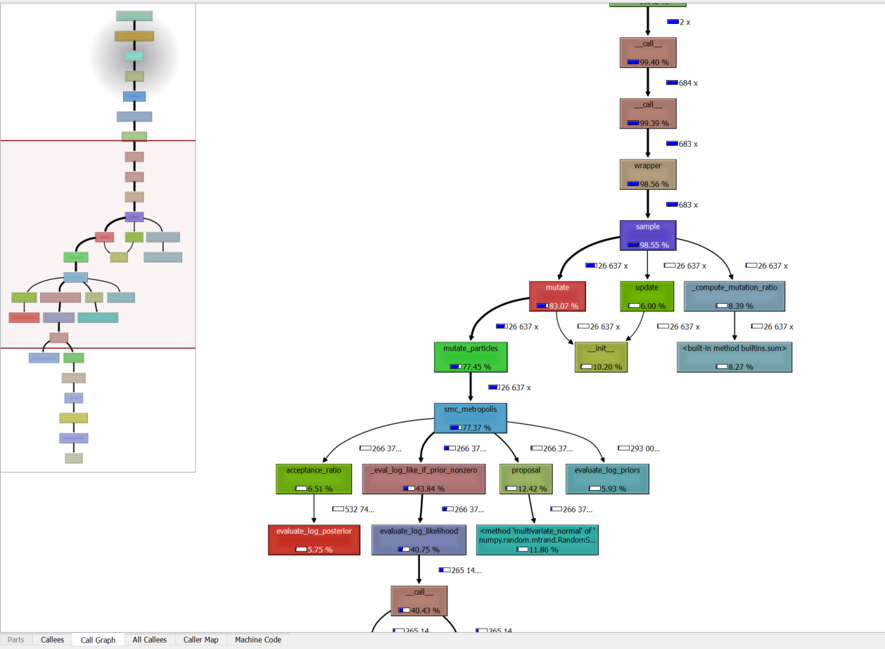 2 x
__call__
99.40 %
684 x
__call__
99.39 %
683 x
wrapper
98.56 %
683 x
sample
98.55 %
26 637 x
26 637 x
26 637 x
mutate
83.07 %
update
6.00 %
_compute_mutation_ratio
8.39 %
26 637 x
26 637 x
26 637 x
26 637 x
mutate_particles
77.45 %
__init__
10.20 %
<built-in method builtins.sum>
8.27 %
26 637 x
smc_metropolis
77.37 %
266 37...
266 37...
266 37...
293 00...
acceptance_ratio
6.51 %
_eval_log_like_if_prior_nonzero
43.84 %
proposal
12.42 %
evaluate_log_priors
5.93 %
532 74...
266 37...
266 37...
evaluate_log_posterior
5.75 %
evaluate_log_likelihood
40.75 %
<method 'multivariate_normal' of '
numpy.random.mtrand.RandomS...
11.86 %
265 14...
__call__
40.43 %
265 14
265 14
Parts
Callees
Call Graph
All Callees
Caller Map
Machine Code